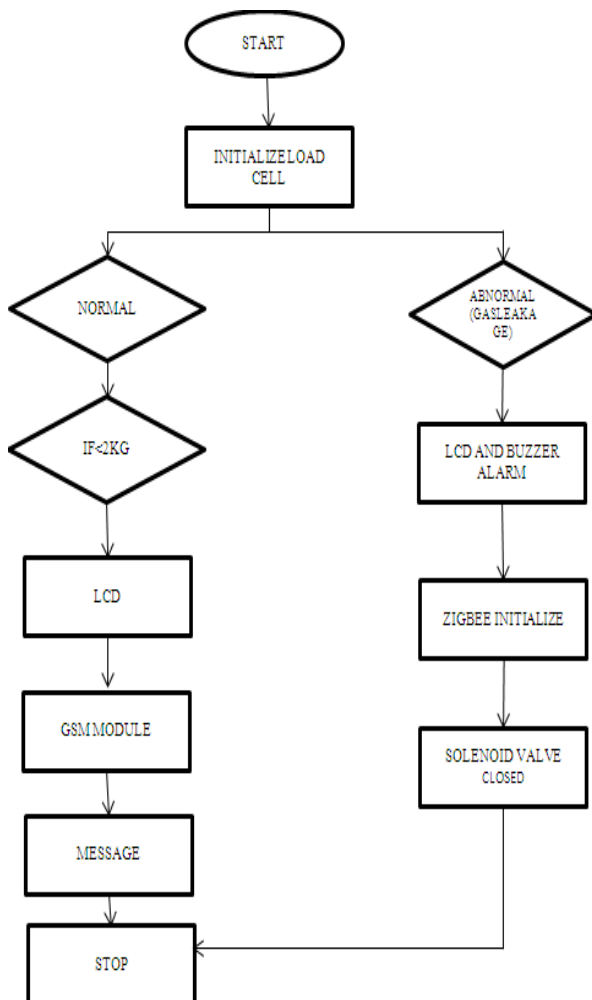 START
INITIALIZE LOAD
CELL
NORMAL
IF<2KG
LCD
GSM MODULE
MESSAGE
STOP
ABNORMAL
(GASLEAKA
GE)
LCD AND BUZZER
ALARM
ZIGBEE INITIALIZE
SOLENOID VALVE
CLOSED